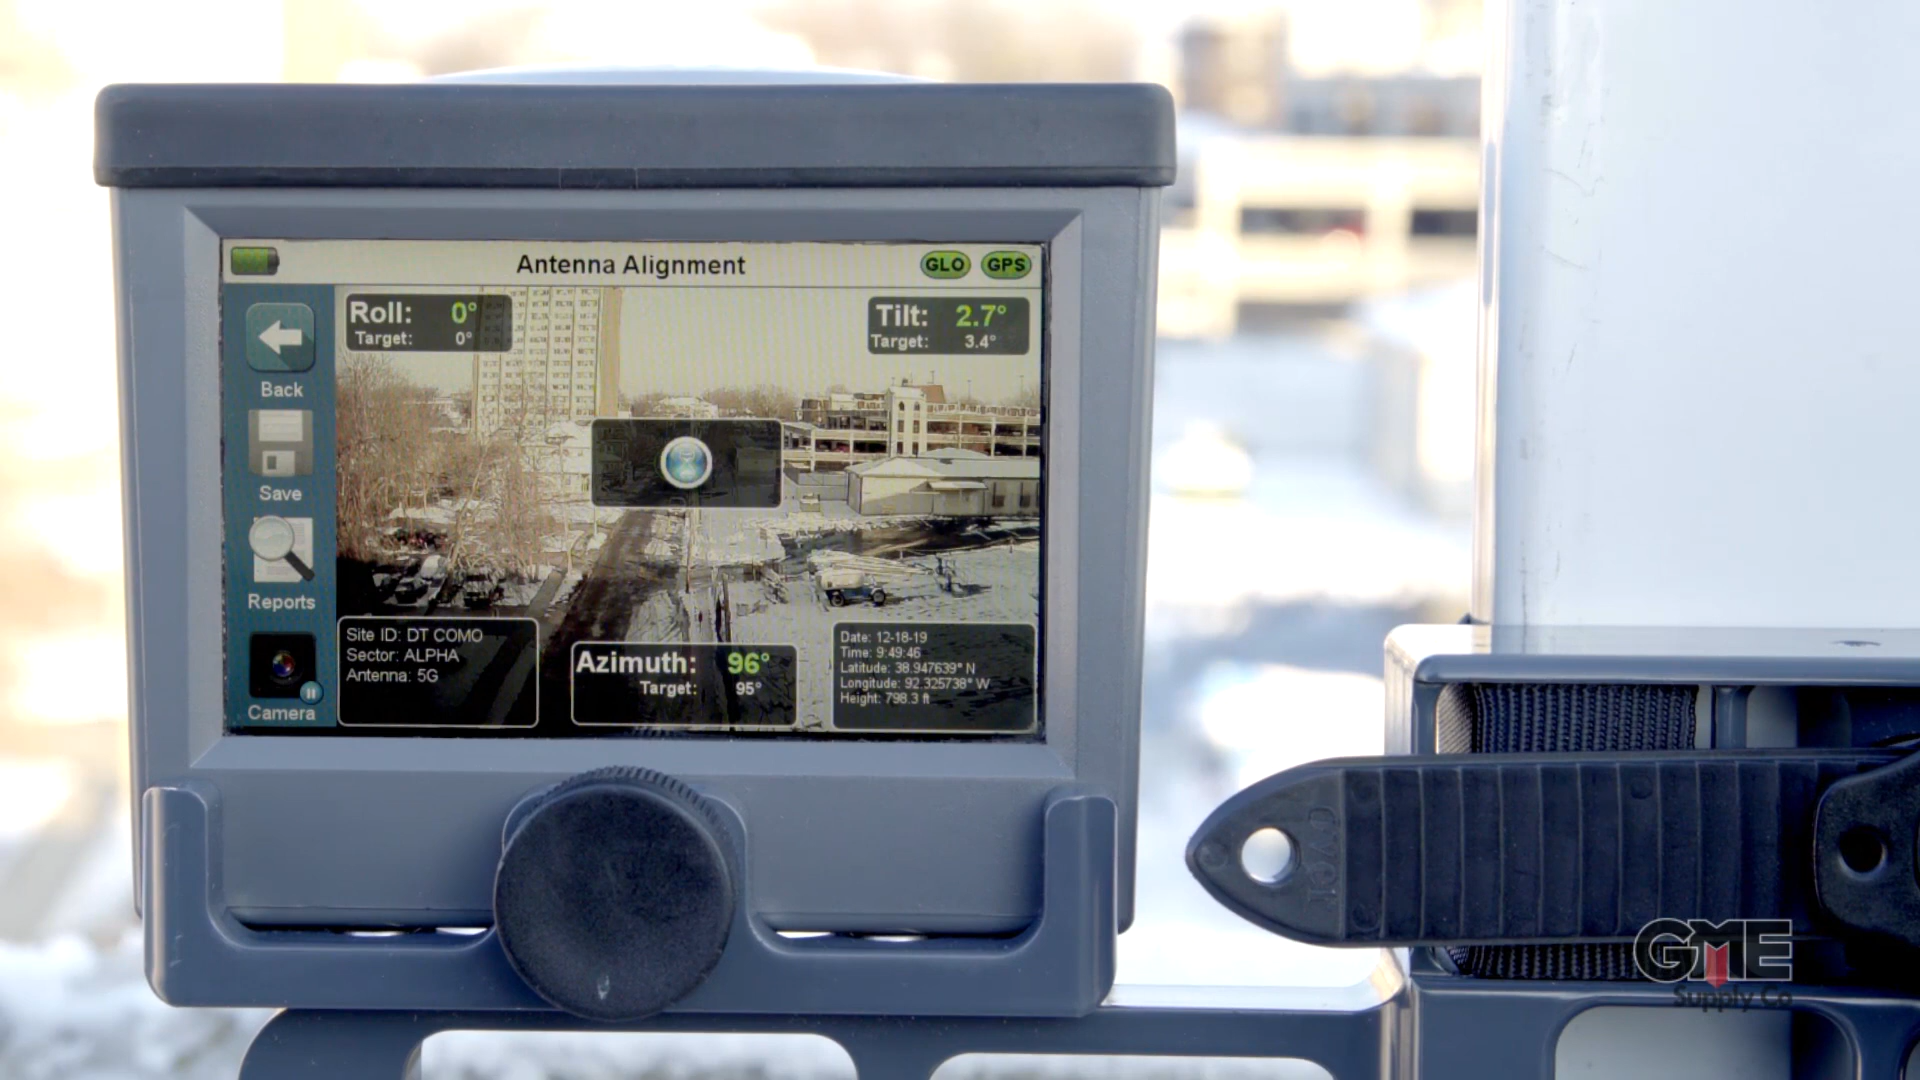 Antenna Alignment
GLO GPS
Roll: 0°
Target: 0°
Tilt: 2.7°
Target: 3.4°
Back
Save
Reports
Camera
Site ID: DT COMO
Sector: ALPHA
Antenna: 5G
Azimuth: 96°
Target: 95°
Date: 12-18-19
Time: 9:49:46
Latitude: 38.947639° N
Longitude: 92.325738° W
Height: 798.3 ft
GME
Supply Co